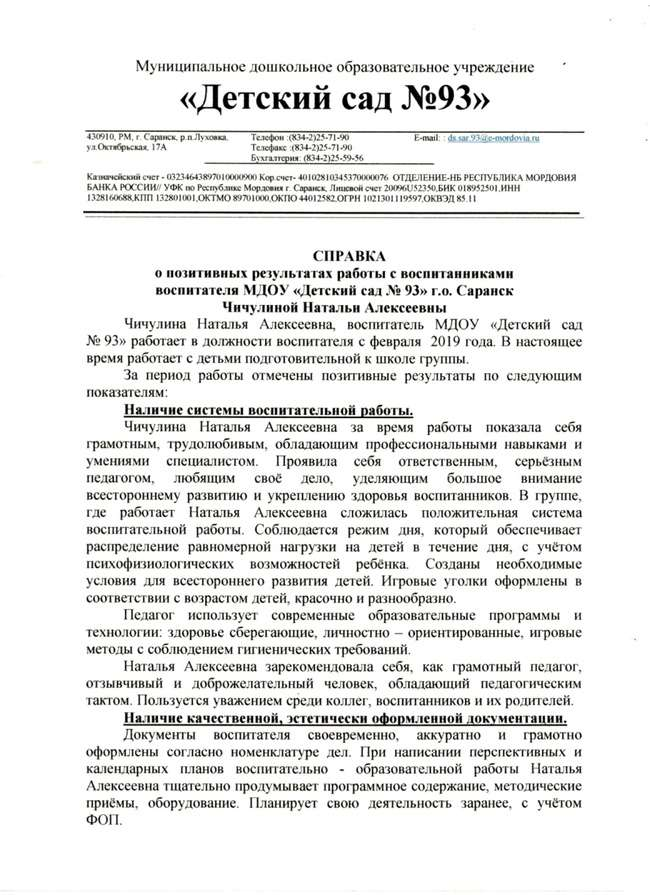 Муниципальное дошкольное образовательное учреждение
«Детский сад №93»
430910, РМ, г. Саранск, р.п.Луховка, Телефон :(834-2)25-71-90 E-mail: : ds.sar.93@e-mordovia.ru
ул.Октябрьская, 17А Телефакс :(834-2)25-71-90
Бухгалтерия: (834-2)25-59-56
Казначейский счет - 03234643897010000900 Кор.счет- 40102810345370000076 ОТДЕЛЕНИЕ-НБ РЕСПУБЛИКА МОРДОВИЯ
БАНКА РОССИИ// УФК по Республике Мордовия г. Саранск, Лицевой счет 20096U52350,БИК 018952501,ИНН
1328160688,КПП 132801001,ОКТМО 89701000,ОКПО 44012582,ОГРН 1021301119597,ОКВЭД 85.11
СПРАВКА
о позитивных результатах работы с воспитанниками
воспитателя МДОУ «Детский сад № 93» г.о. Саранск
Чичулиной Натальи Алексеевны
Чичулина Наталья Алексеевна, воспитатель МДОУ «Детский сад
№ 93» работает в должности воспитателя с февраля 2019 года. В настоящее
время работает с детьми подготовительной к школе группы.
За период работы отмечены позитивные результаты по следующим
показателям:
Наличие системы воспитательной работы.
Чичулина Наталья Алексеевна за время работы показала себя
грамотным, трудолюбивым, обладающим профессиональными навыками и
умениями специалистом. Проявила себя ответственным, серьёзным
педагогом, любящим своё дело, уделяющим большое внимание
всестороннему развитию и укреплению здоровья воспитанников. В группе,
где работает Наталья Алексеевна сложилась положительная система
воспитательной работы. Соблюдается режим дня, который обеспечивает
распределение равномерной нагрузки на детей в течение дня, с учётом
психофизиологических возможностей ребёнка. Созданы необходимые
условия для всестороннего развития детей. Игровые уголки оформлены в
соответствии с возрастом детей, красочно и разнообразно.
Педагог использует современные образовательные программы и
технологии: здоровье сберегающие, личностно – ориентированные, игровые
методы с соблюдением гигиенических требований.
Наталья Алексеевна зарекомендовала себя, как грамотный педагог,
отзывчивый и доброжелательный человек, обладающий педагогическим
тактом. Пользуется уважением среди коллег, воспитанников и их родителей.
Наличие качественной, эстетически оформленной документации.
Документы воспитателя своевременно, аккуратно и грамотно
оформлены согласно номенклатуре дел. При написании перспективных и
календарных планов воспитательно - образовательной работы Наталья
Алексеевна тщательно продумывает программное содержание, методические
приёмы, оборудование. Планирует свою деятельность заранее, с учётом
ФОП.